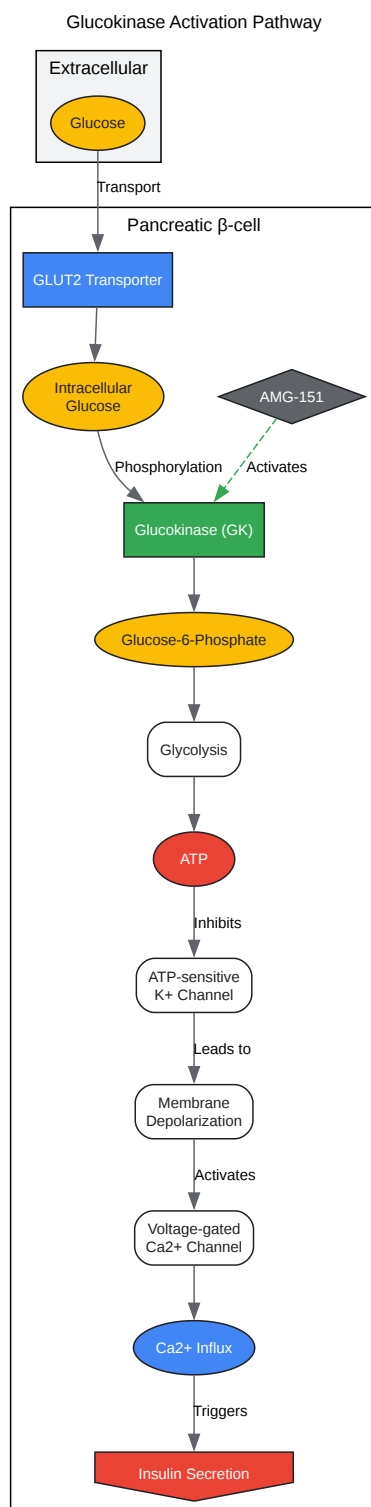 Glucokinase Activation Pathway
Extracellular
Glucose
Transport
Pancreatic β-cell
GLUT2 Transporter
Intracellular
Glucose
AMG-151
Phosphorylation
Activates
Glucokinase (GK)
Glucose-6-Phosphate
Glycolysis
ATP
Inhibits
ATP-sensitive
K+ Channel
Leads to
Membrane
Depolarization
Activates
Voltage-gated
Ca2+ Channel
Ca2+ Influx
Triggers
Insulin Secretion